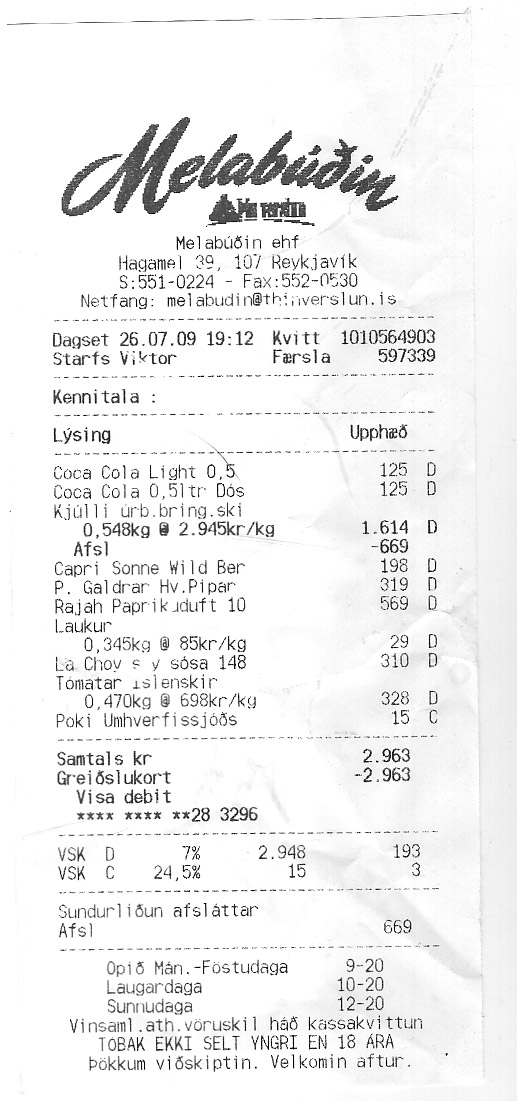 Melabúðin
Þín verslun
Melabúðin ehf
Hagamel 39, 107 Reykjavík
S:551-0224 - Fax:552-0530
Netfang: melabudin@thinverslun.is
Dagset 26.07.09 19:12 Kvitt 1010564903
Starfs Viktor Færsla 597339
Kennitala :
Lýsing Upphæð
Coca Cola Light 0,5 125 D
Coca Cola 0,5ltr Dós 125 D
Kjúlli úrb.bring.ski
0,548kg @ 2.945kr/kg 1.614 D
Afsl -669
Capri Sonne Wild Ber 198 D
P. Galdrar Hv.Pipar 319 D
Rajah Paprikuduft 10 569 D
Laukur
0,345kg @ 85kr/kg 29 D
La Choy sósa 148 310 D
Tómatar íslenskir
0,470kg @ 698kr/kg 328 D
Poki Umhverfissjóðs 15 C
Samtals kr 2.963
Greiðslukort -2.963
Visa debit
**** **** **28 3296
VSK D 7% 2.948 193
VSK C 24,5% 15 3
Sundurliðun afsláttar
Afsl 669
Opið Mán.-Föstudaga 9-20
Laugardaga 10-20
Sunnudaga 12-20
Vinsaml.ath.vöruskil háð kassakvittun
TOBAK EKKI SELT YNGRI EN 18 ÁRA
Þökkum viðskiptin. Velkomin aftur.